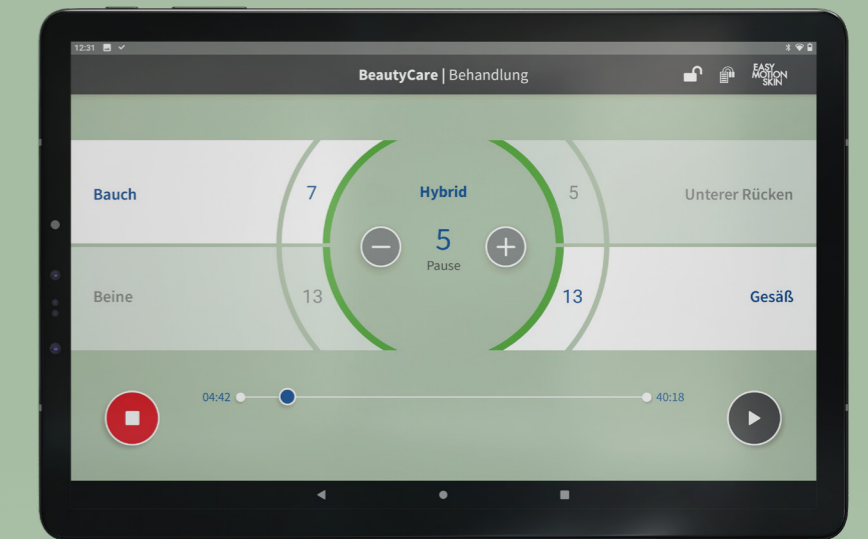 12:31
BeautyCare | Behandlung
EASY
MOTION
SKIN
Bauch
7
Hybrid
5
Unterer Rücken
5
Pause
Beine
13
13
Gesäß
04:42
40:18